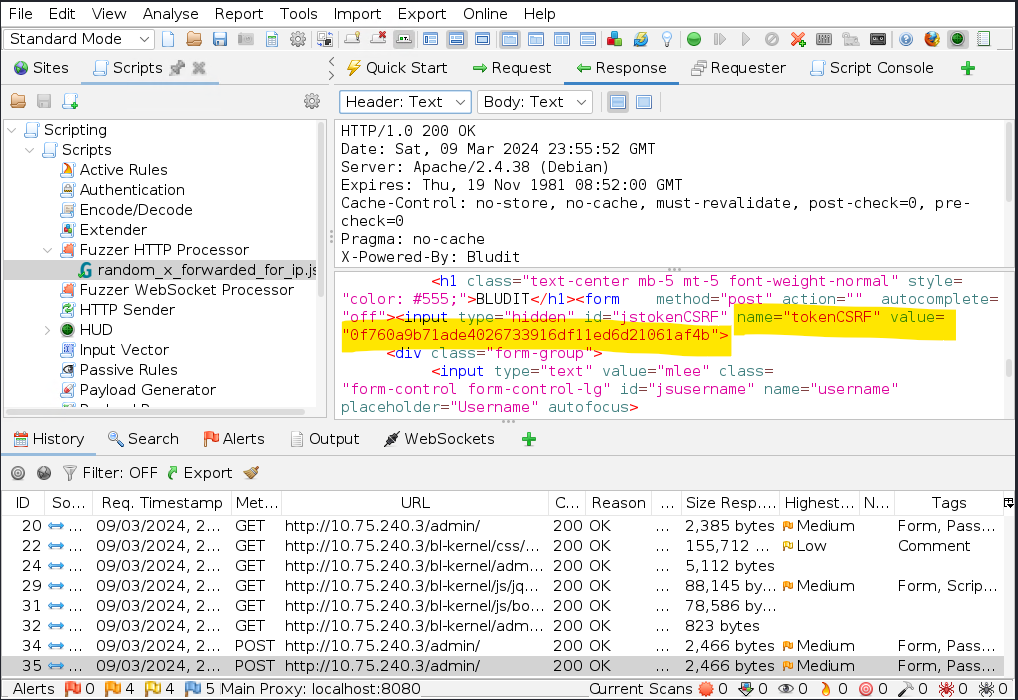 File Edit View Analyse Report Tools Import Export Online Help
Standard Mode
Sites Scripts Quick Start Request Response Requester Script Console
Header: Text Body: Text
Scripting
Scripts
Active Rules
Authentication
Encode/Decode
Extender
Fuzzer HTTP Processor
random_x_forwarded_for_ip.js
Fuzzer WebSocket Processor
HTTP Sender
HUD
Input Vector
Passive Rules
Payload Generator
HTTP/1.0 200 OK
Date: Sat, 09 Mar 2024 23:55:52 GMT
Server: Apache/2.4.38 (Debian)
Expires: Thu, 19 Nov 1981 08:52:00 GMT
Cache-Control: no-store, no-cache, must-revalidate, post-check=0, pre-
check=0
Pragma: no-cache
X-Powered-By: Bludit
<h1 class="text-center mb-5 mt-5 font-weight-normal" style=
"color: #555;">BLUDIT</h1><form method="post" action="" autocomplete=
"off"><input type="hidden" id="jstokenCSRF" name="tokenCSRF" value=
"0f760a9b71ade4026733916df11ed6d21061af4b">
<div class="form-group">
<input type="text" value="mlee" class=
"form-control form-control-lg" id="jsusername" name="username"
placeholder="Username" autofocus>
History Search Alerts Output WebSockets
Filter: OFF Export
ID So... Req. Timestamp Met... URL C... Reason ... Size Resp.... Highest... N... Tags
20 ... 09/03/2024, 2... GET http://10.75.240.3/admin/ 200 OK ... 2,385 bytes Medium Form, Pass...
22 ... 09/03/2024, 2... GET http://10.75.240.3/bl-kernel/css/... 200 OK ... 155,712 ... Low Comment
24 ... 09/03/2024, 2... GET http://10.75.240.3/bl-kernel/adm... 200 OK ... 5,112 bytes
29 ... 09/03/2024, 2... GET http://10.75.240.3/bl-kernel/js/jq... 200 OK ... 88,145 by... Medium Form, Scrip...
31 ... 09/03/2024, 2... GET http://10.75.240.3/bl-kernel/js/bo... 200 OK ... 78,586 by...
32 ... 09/03/2024, 2... GET http://10.75.240.3/bl-kernel/adm... 200 OK ... 823 bytes
34 ... 09/03/2024, 2... POST http://10.75.240.3/admin/ 200 OK ... 2,466 bytes Medium Form, Pass...
35 ... 09/03/2024, 2... POST http://10.75.240.3/admin/ 200 OK ... 2,466 bytes Medium Form, Pass...
Alerts 0 4 4 5 Main Proxy: localhost:8080 Current Scans 0 0 0 0 0 0 0 0